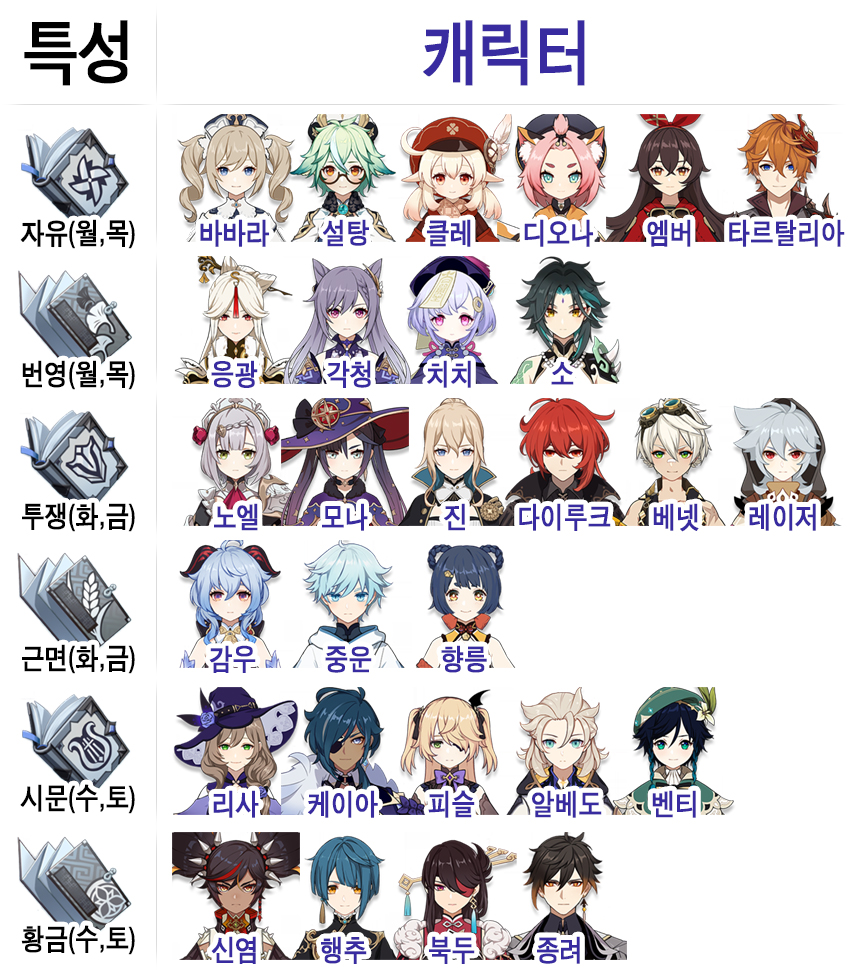 특성 캐릭터
자유(월,목) 바바라 설탕 클레 디오나 엠버 타르탈리아
번영(월,목) 응광 각청 치치 소
투쟁(화,금) 노엘 모나 진 다이루크 베넷 레이저
근면(화,금) 감우 중운 향릉
시문(수,토) 리사 케이아 피슬 알베도 벤티
황금(수,토) 신염 행추 북두 종려